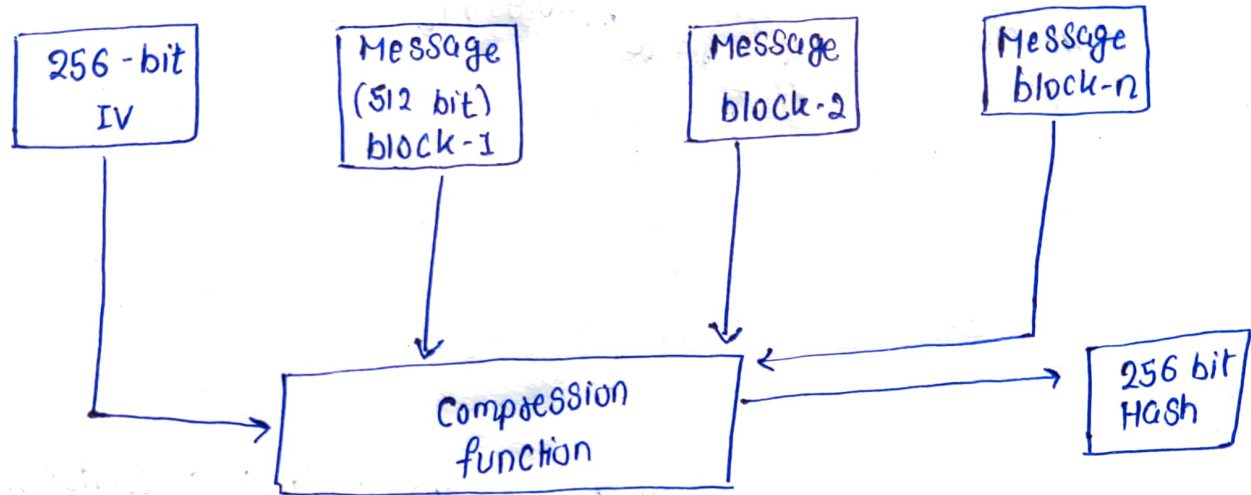 256-bit
IV
Message
(512 bit)
block-1
Message
block-2
Message
block-n
Compression
function
256 bit
Hash